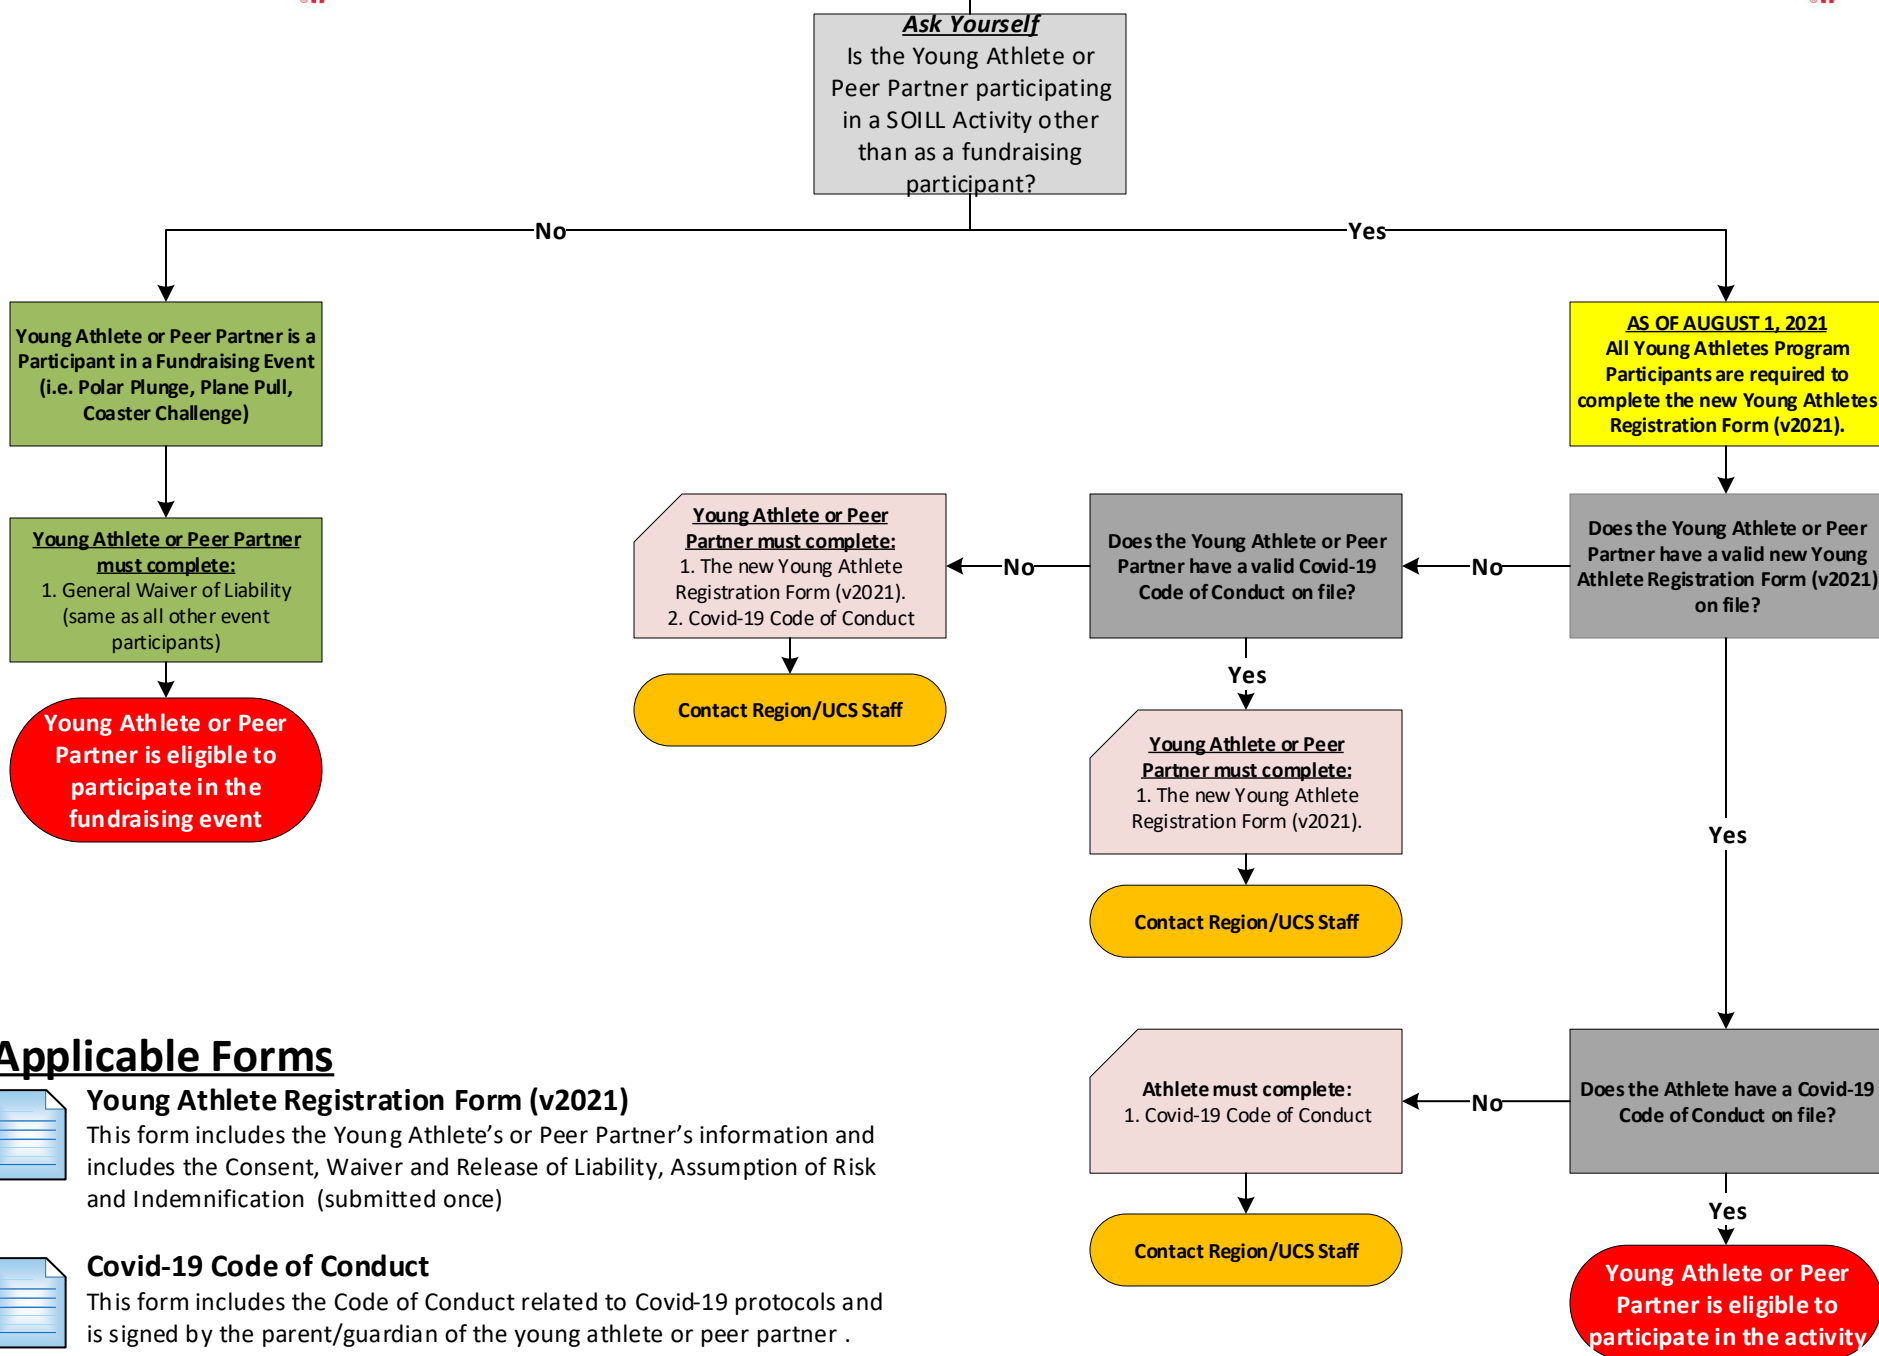 Ask Yourself
Is the Young Athlete or
Peer Partner participating
in a SOILL Activity other
than as a fundraising
participant?
No
Yes
Young Athlete or Peer Partner is a
Participant in a Fundraising Event
(i.e. Polar Plunge, Plane Pull,
Coaster Challenge)
AS OF AUGUST 1, 2021
All Young Athletes Program
Participants are required to
complete the new Young Athletes
Registration Form (v2021).
Young Athlete or Peer Partner
must complete:
1. General Waiver of Liability
(same as all other event
participants)
Young Athlete or Peer
Partner must complete:
1. The new Young Athlete
Registration Form (v2021).
2. Covid-19 Code of Conduct
No
Does the Young Athlete or Peer
Partner have a valid Covid-19
Code of Conduct on file?
No
Does the Young Athlete or Peer
Partner have a valid new Young
Athlete Registration Form (v2021)
on file?
Young Athlete or Peer
Partner is eligible to
participate in the
fundraising event
Contact Region/UCS Staff
Yes
Young Athlete or Peer
Partner must complete:
1. The new Young Athlete
Registration Form (v2021).
Yes
Contact Region/UCS Staff
Athlete must complete:
1. Covid-19 Code of Conduct
No
Does the Athlete have a Covid-19
Code of Conduct on file?
Contact Region/UCS Staff
Yes
Young Athlete or Peer
Partner is eligible to
participate in the activity
Applicable Forms
Young Athlete Registration Form (v2021)
This form includes the Young Athlete’s or Peer Partner’s information and
includes the Consent, Waiver and Release of Liability, Assumption of Risk
and Indemnification (submitted once)
Covid-19 Code of Conduct
This form includes the Code of Conduct related to Covid-19 protocols and
is signed by the parent/guardian of the young athlete or peer partner .